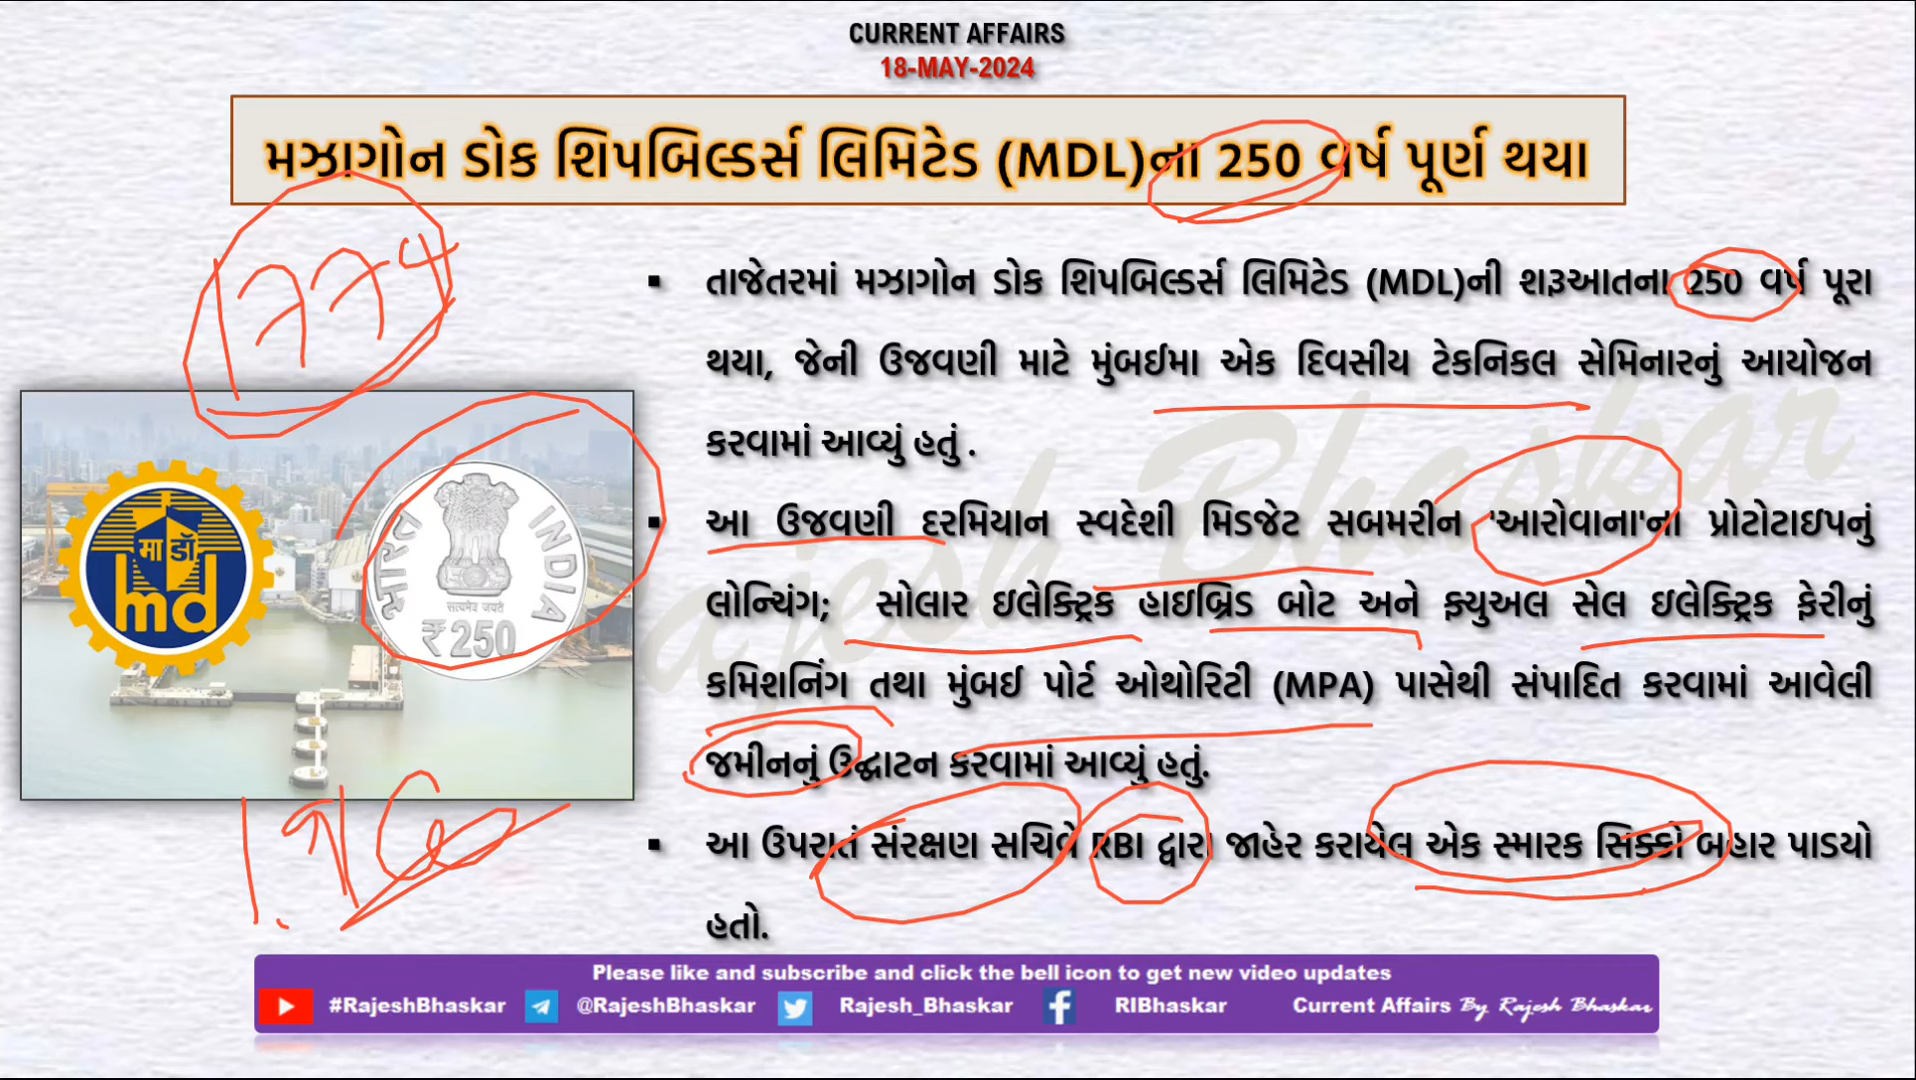 CURRENT AFFAIRS
18-MAY-2024
મઝાગોન ડોક શિપબિલ્ડર્સ લિમિટેડ (MDL)ના 250 વર્ષ પૂર્ણ થયા
1774
▪ તાજેતરમાં મઝાગોન ડોક શિપબિલ્ડર્સ લિમિટેડ (MDL)ની શરૂઆતના 250 વર્ષ પૂરા
થયા, જેની ઉજવણી માટે મુંબઈમા એક દિવસીય ટેકનિકલ સેમિનારનું આયોજન
કરવામાં આવ્યું હતું .
▪ આ ઉજવણી દરમિયાન સ્વદેશી મિડજેટ સબમરીન 'આરોવાના'ના પ્રોટોટાઇપનું
લોન્ચિંગ; સોલાર ઇલેક્ટ્રિક હાઇબ્રિડ બોટ અને ફ્યુઅલ સેલ ઇલેક્ટ્રિક ફેરીનું
કમિશનિંગ તથા મુંબઈ પોર્ટ ઓથોરિટી (MPA) પાસેથી સંપાદિત કરવામાં આવેલી
જમીનનું ઉદ્ઘાટન કરવામાં આવ્યું હતું.
▪ આ ઉપરાતં સંરક્ષણ સચિવે RBI દ્વારા જાહેર કરાયેલ એક સ્મારક સિક્કો બહાર પાડયો
હતો.
मा डॉ
md
भारत
INDIA
सत्यमेव जयते
₹250
Please like and subscribe and click the bell icon to get new video updates
#RajeshBhaskar @RajeshBhaskar Rajesh_Bhaskar RIBhaskar Current Affairs By Rajesh Bhaskar
Rajesh Bhaskar